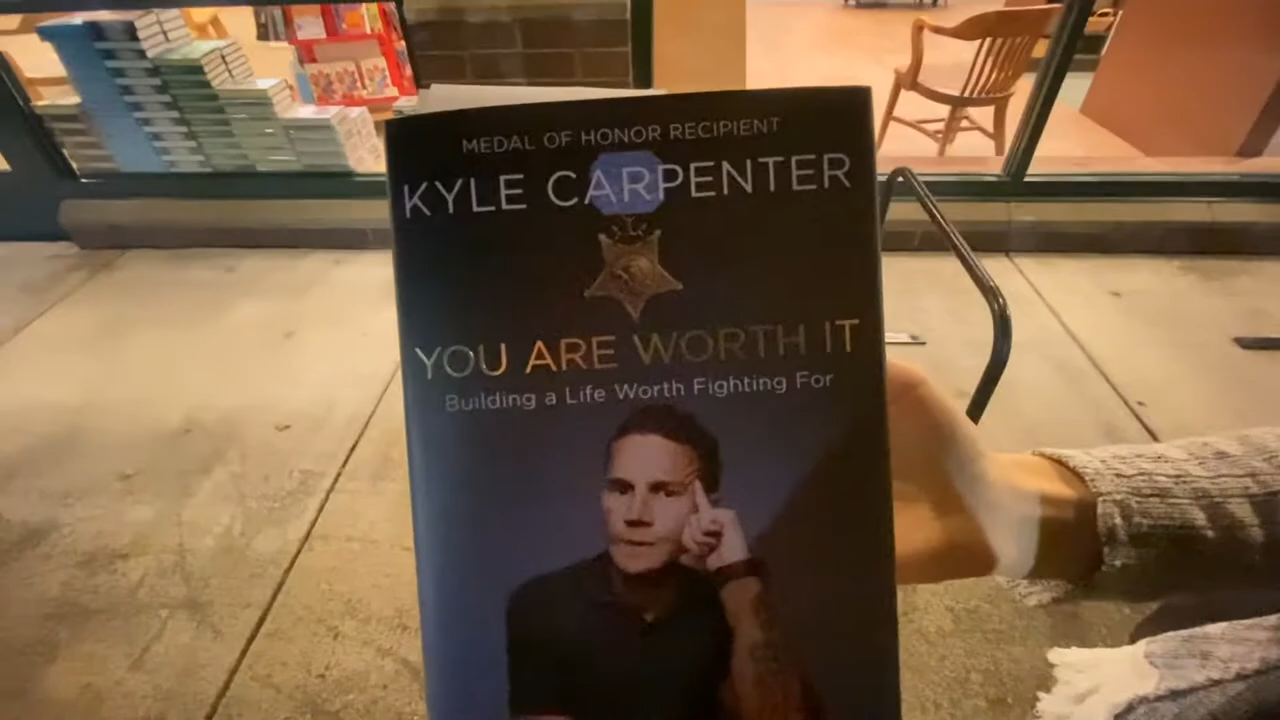 MEDAL OF HONOR RECIPIENT
KYLE CARPENTER
YOU ARE WORTH IT
Building a Life Worth Fighting For